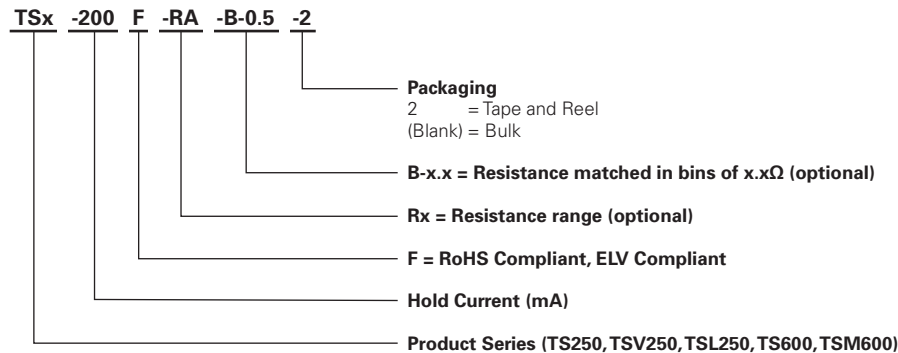 TSx -200 F -RA -B-0.5 -2
Packaging
2 = Tape and Reel
(Blank) = Bulk
B-x.x = Resistance matched in bins of x.xΩ (optional)
Rx = Resistance range (optional)
F = RoHS Compliant, ELV Compliant
Hold Current (mA)
Product Series (TS250, TSV250, TSL250, TS600, TSM600)